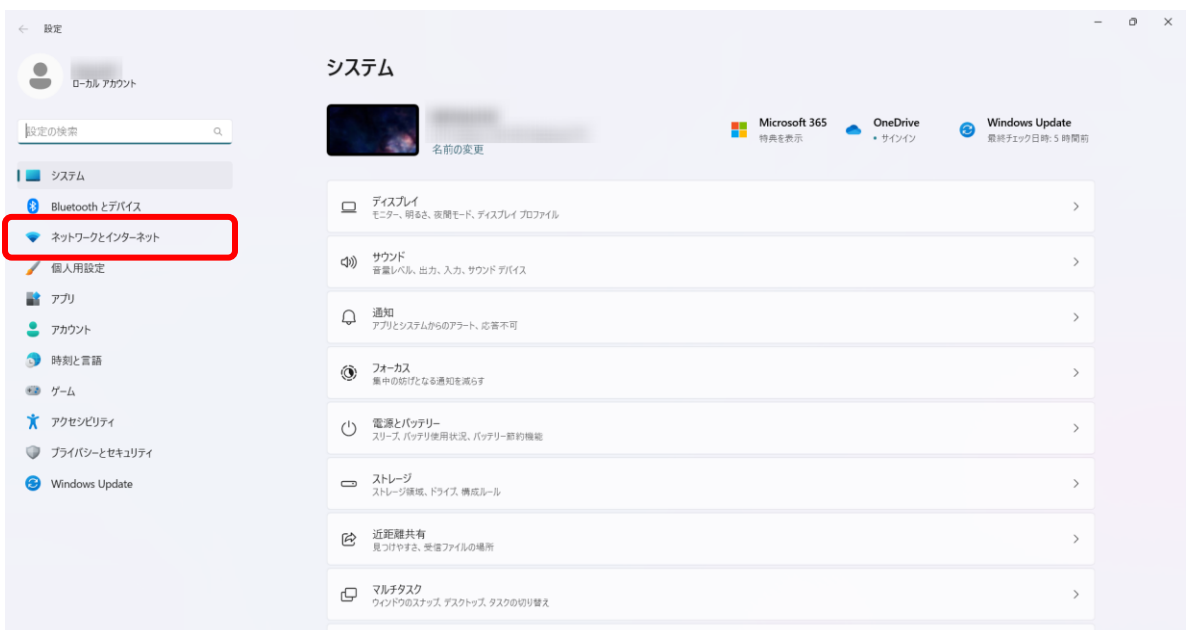 設定
ローカル アカウント
設定の検索
システム
Bluetooth とデバイス
ネットワークとインターネット
個人用設定
アプリ
アカウント
時刻と言語
ゲーム
アクセシビリティ
プライバシーとセキュリティ
Windows Update
システム
名前の変更
Microsoft 365
特典を表示
OneDrive
• サインイン
Windows Update
最終チェック日時: 5 時間前
ディスプレイ
モニター、明るさ、夜間モード、ディスプレイ プロファイル
サウンド
音量レベル、出力、入力、サウンド デバイス
通知
アプリとシステムからのアラート、応答不可
フォーカス
集中の妨げとなる通知を減らす
電源とバッテリー
スリープ、バッテリ使用状況、バッテリー節約機能
ストレージ
ストレージ領域、ドライブ、構成ルール
近距離共有
見つけやすさ、受信ファイルの場所
マルチタスク
ウィンドウのスナップ、デスクトップ、タスクの切り替え